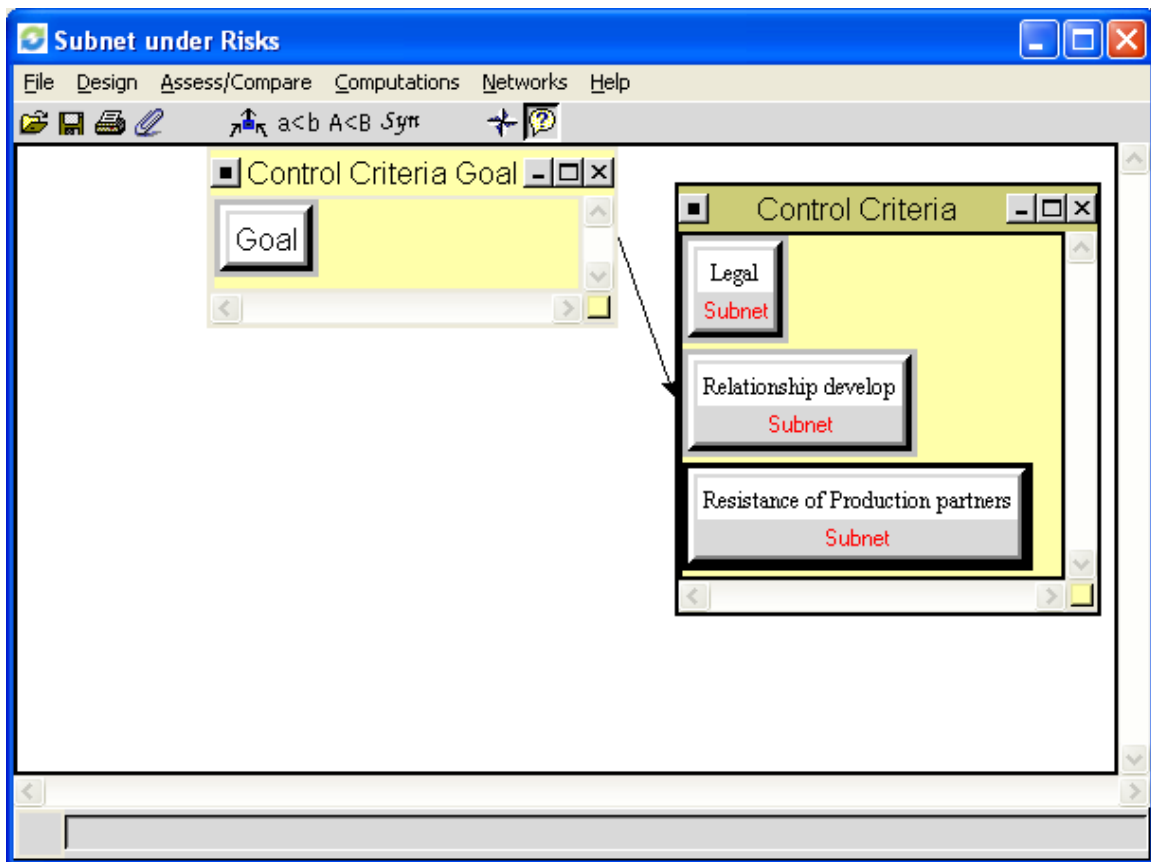 Subnet under Risks
File Design Assess/Compare Computations Networks Help
a<b A<B Syn
Control Criteria Goal
Goal
Control Criteria
Legal
Subnet
Relationship develop
Subnet
Resistance of Production partners
Subnet